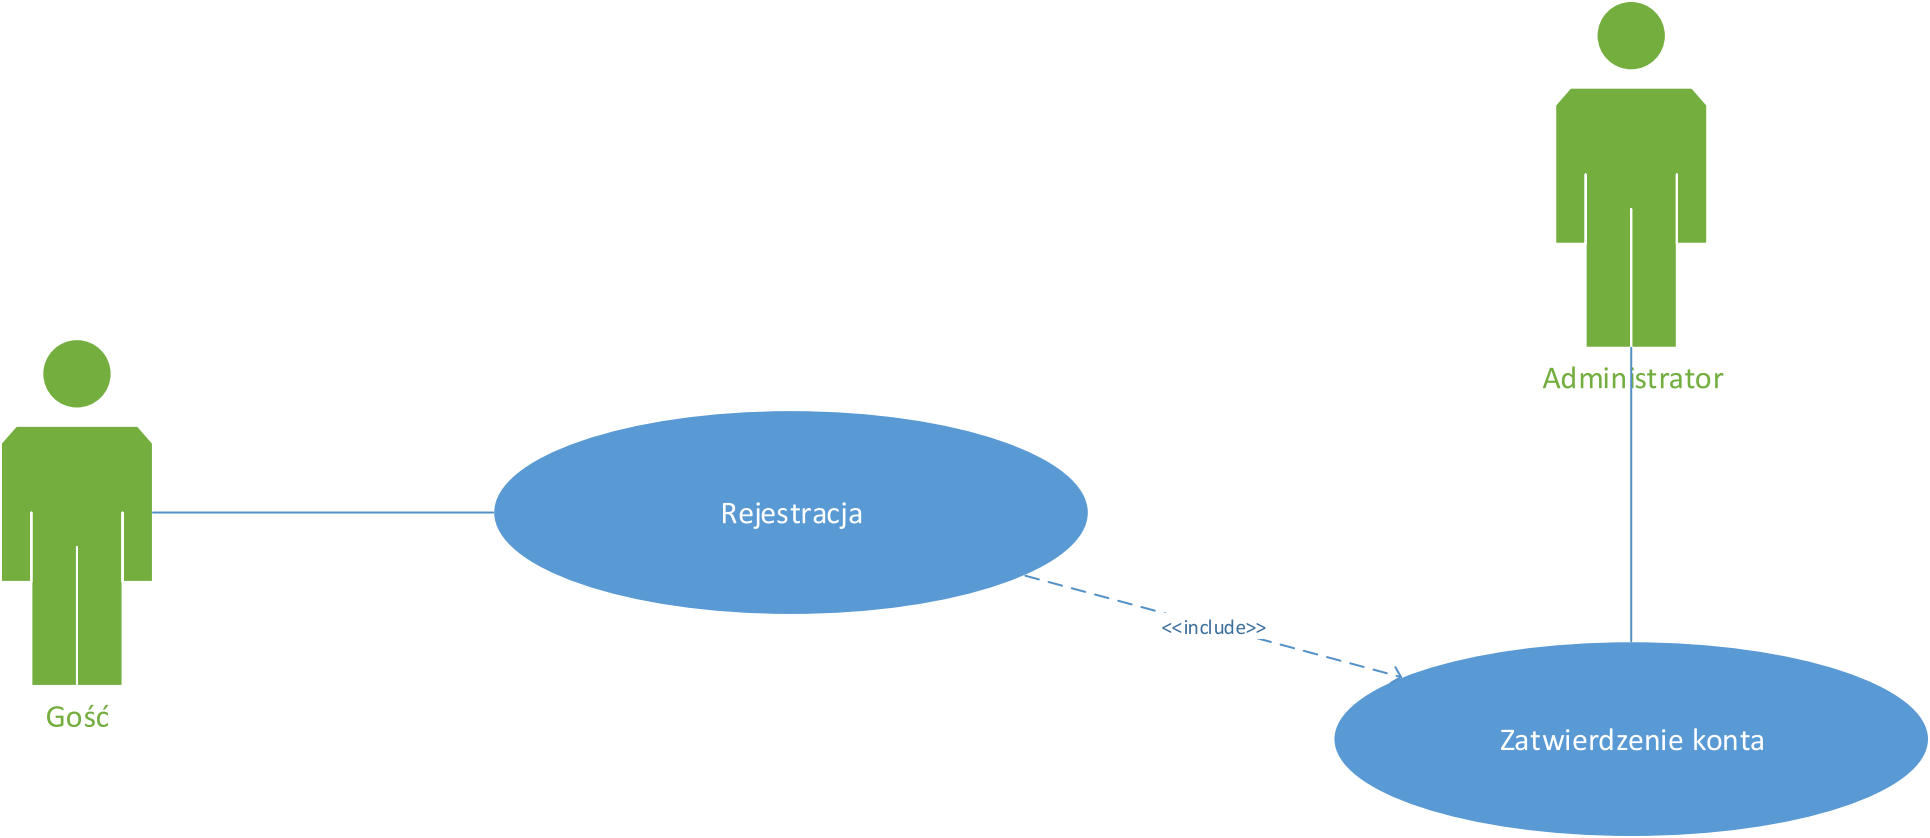 Administrator
Rejestracja
<<include>>
Gość
Zatwierdzenie konta